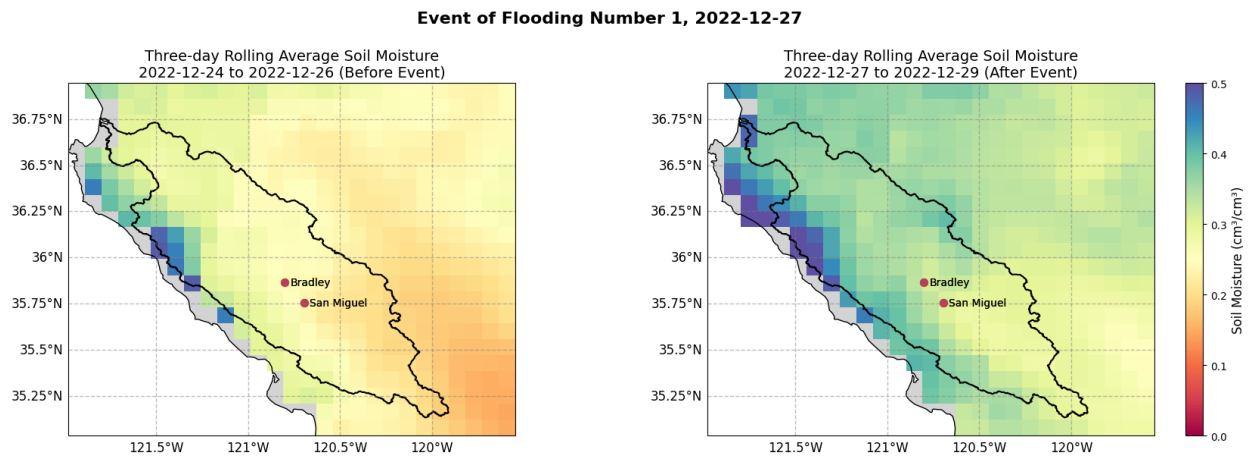 Event of Flooding Number 1, 2022-12-27
Three-day Rolling Average Soil Moisture
2022-12-24 to 2022-12-26 (Before Event)
36.75°N
36.5°N
36.25°N
36°N
35.75°N
35.5°N
35.25°N
121.5°W
121°W
120.5°W
120°W
Bradley
San Miguel
Three-day Rolling Average Soil Moisture
2022-12-27 to 2022-12-29 (After Event)
36.75°N
36.5°N
36.25°N
36°N
35.75°N
35.5°N
35.25°N
121.5°W
121°W
120.5°W
120°W
Bradley
San Miguel
0.5
0.4
0.3
0.2
0.1
0.0
Soil Moisture (cm³/cm³)